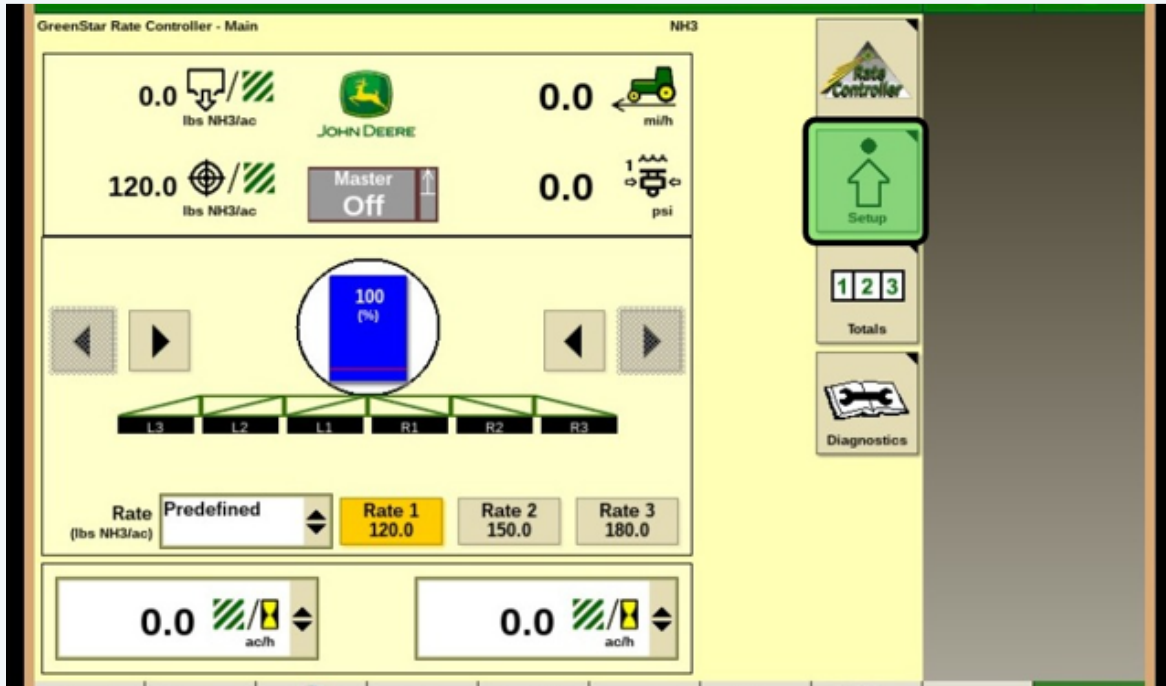 GreenStar Rate Controller - Main
NH3
0.0
lbs NH3/ac
JOHN DEERE
0.0
mi/h
Rate
Controller
120.0
lbs NH3/ac
Master
Off
0.0
1
psi
Setup
100
(%)
1 2 3
Totals
L3 L2 L1 R1 R2 R3
Diagnostics
Rate
(lbs NH3/ac)
Predefined
Rate 1
120.0
Rate 2
150.0
Rate 3
180.0
0.0
ac/h
0.0
ac/h